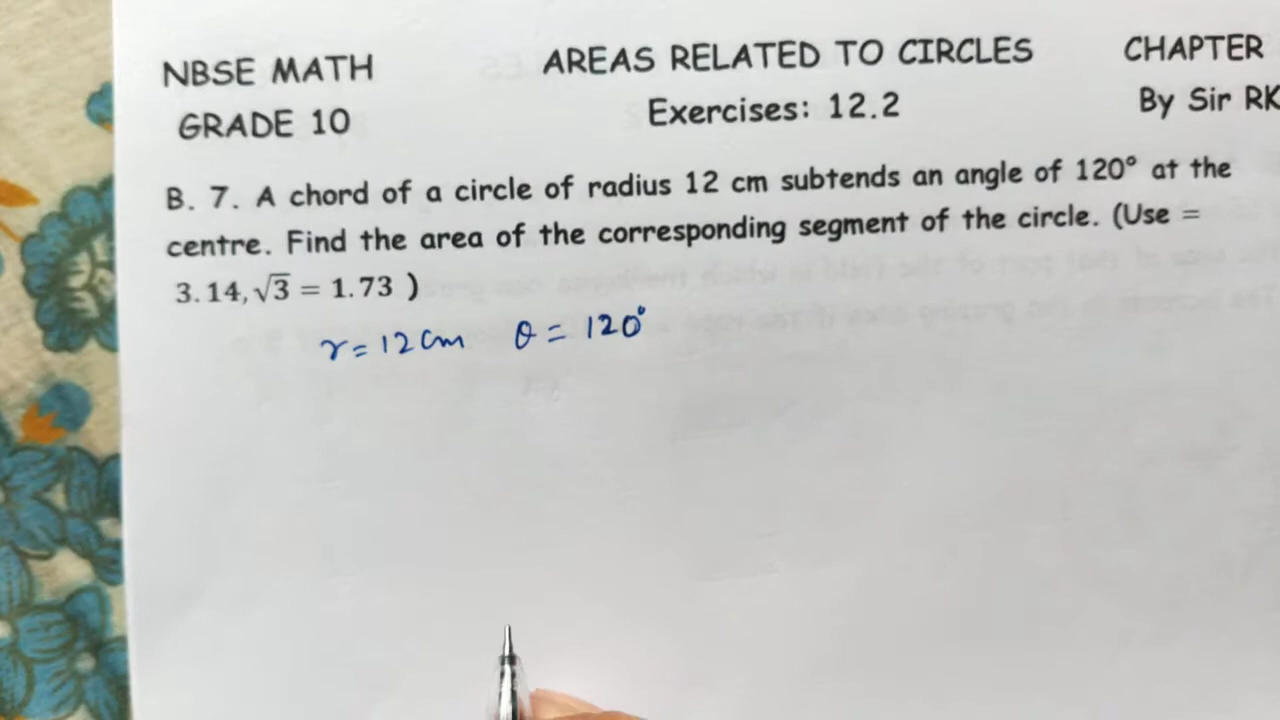 NBSE MATH AREAS RELATED TO CIRCLES CHAPTER
GRADE 10 Exercises: 12.2 By Sir RK
B. 7. A chord of a circle of radius 12 cm subtends an angle of 120° at the
centre. Find the area of the corresponding segment of the circle. (Use =
3.14, √3 = 1.73 )
r = 12 cm θ = 120°